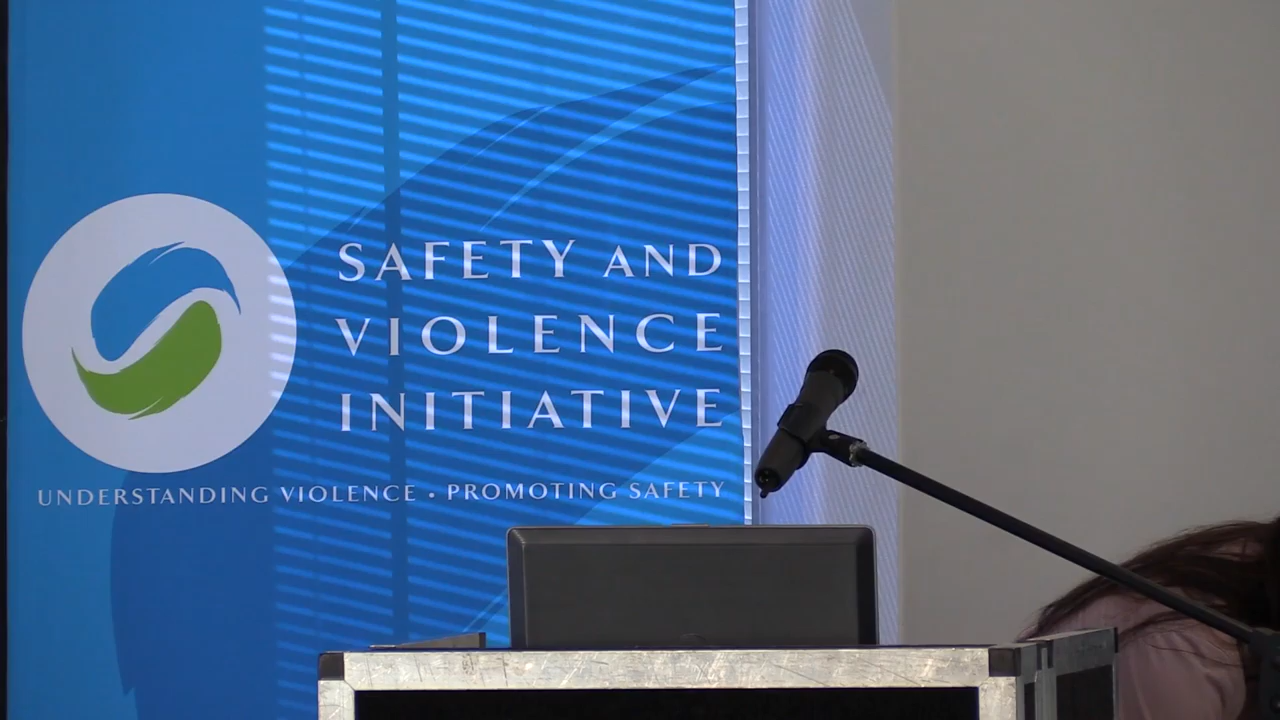 SAFETY AND
VIOLENCE
INITIATIVE
UNDERSTANDING VIOLENCE • PROMOTING SAFETY